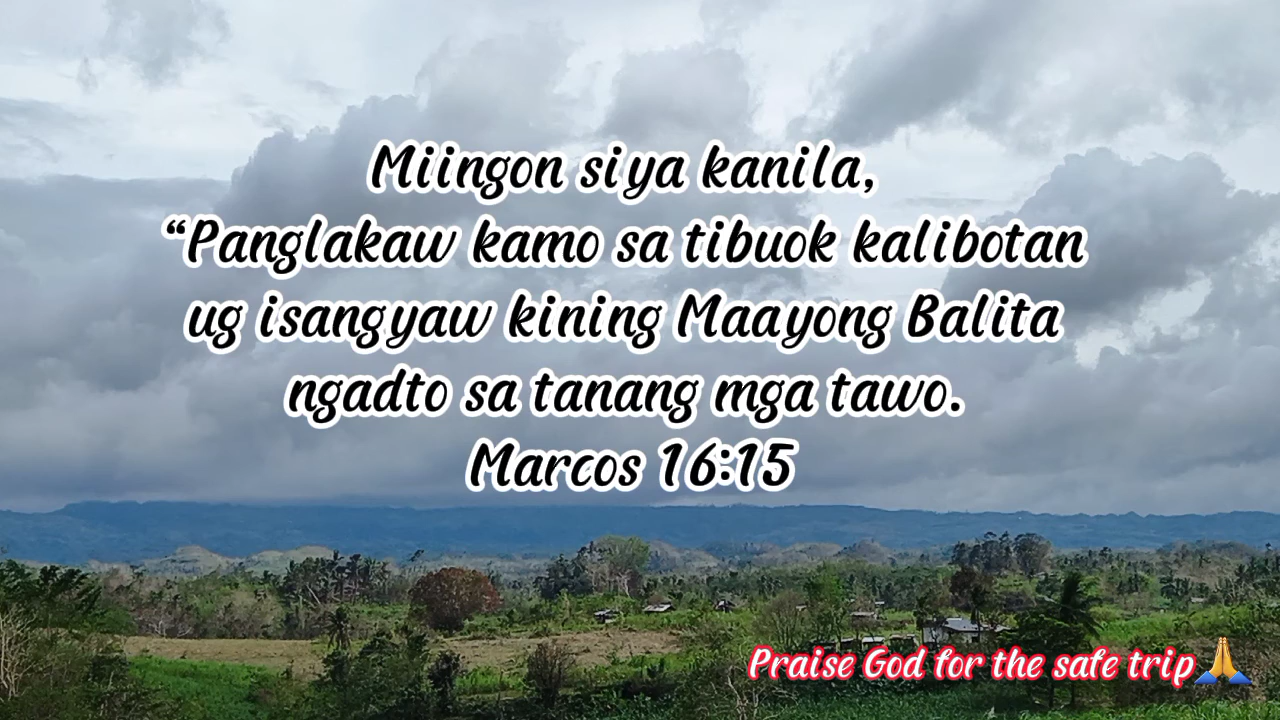 Miingon siya kanila,
“Panglakaw kamo sa tibuok kalibotan
ug isangyaw kining Maayong Balita
ngadto sa tanang mga tawo.
Marcos 16:15
Praise God for the safe trip🙏